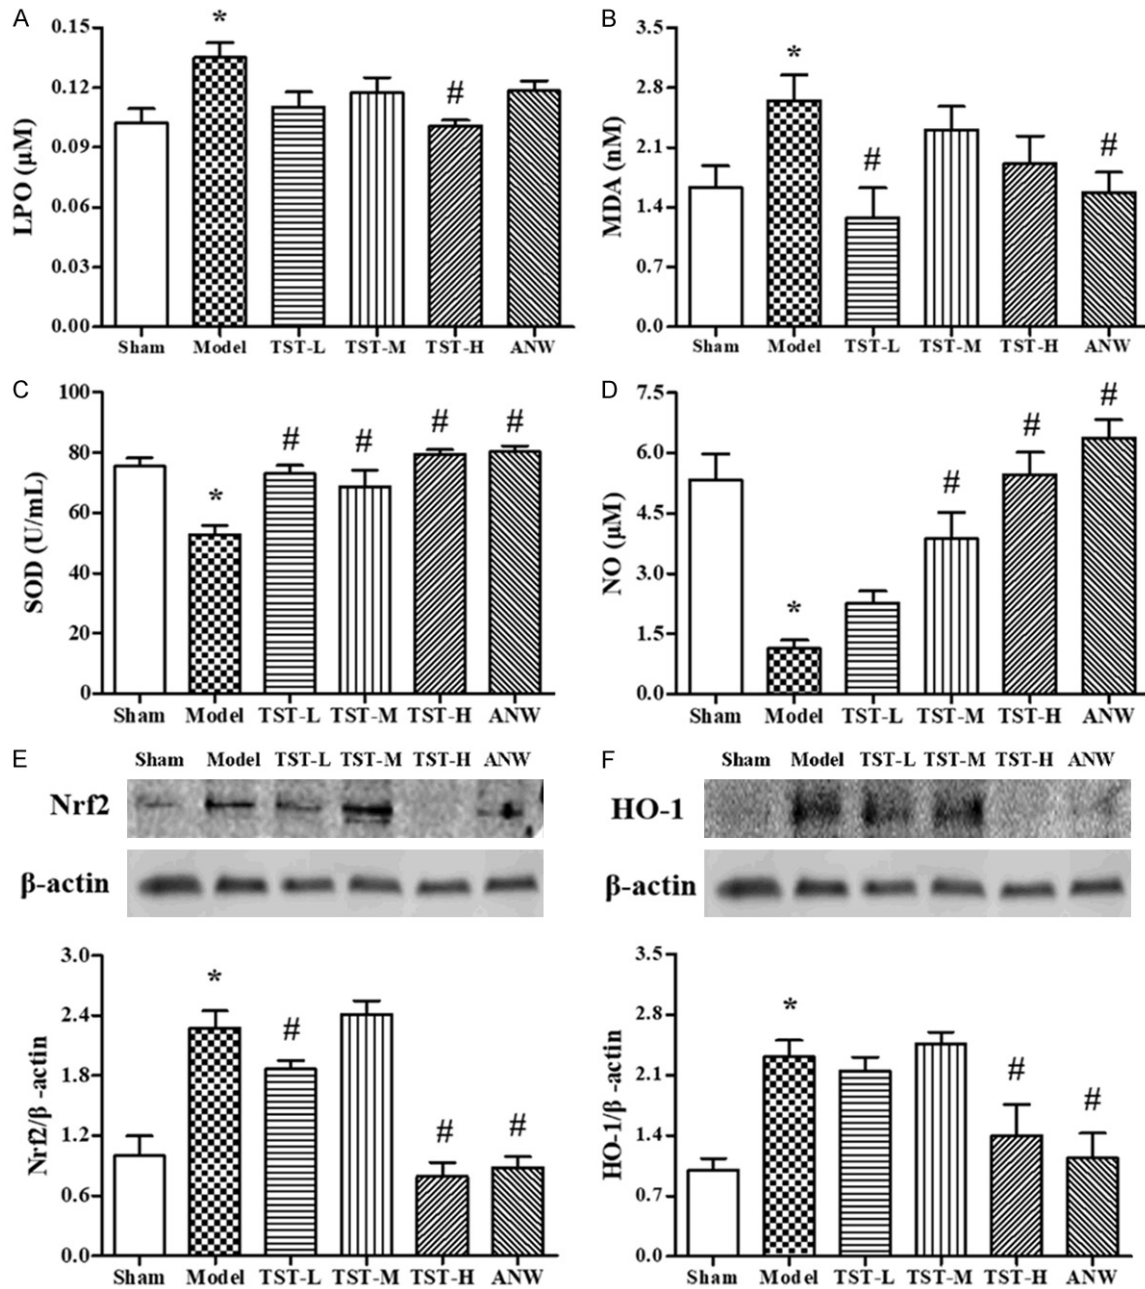 A
LPO (μM)
0.15
0.12
0.09
0.06
0.03
0.00
*
#
Sham Model TST-L TST-M TST-H ANW
B
MDA (nM)
3.5
2.8
2.1
1.4
0.7
0.0
*
#
#
Sham Model TST-L TST-M TST-H ANW
C
SOD (U/mL)
100
80
60
40
20
0
*
#
#
#
#
Sham Model TST-L TST-M TST-H ANW
D
NO (μM)
7.5
6.0
4.5
3.0
1.5
0.0
*
#
#
#
Sham Model TST-L TST-M TST-H ANW
E
Sham Model TST-L TST-M TST-H ANW
Nrf2
β-actin
Nrf2/β -actin
3.0
2.4
1.8
1.2
0.6
0.0
*
#
#
#
Sham Model TST-L TST-M TST-H ANW
F
Sham Model TST-L TST-M TST-H ANW
HO-1
β-actin
HO-1/β -actin
3.5
2.8
2.1
1.4
0.7
0.0
*
#
#
Sham Model TST-L TST-M TST-H ANW